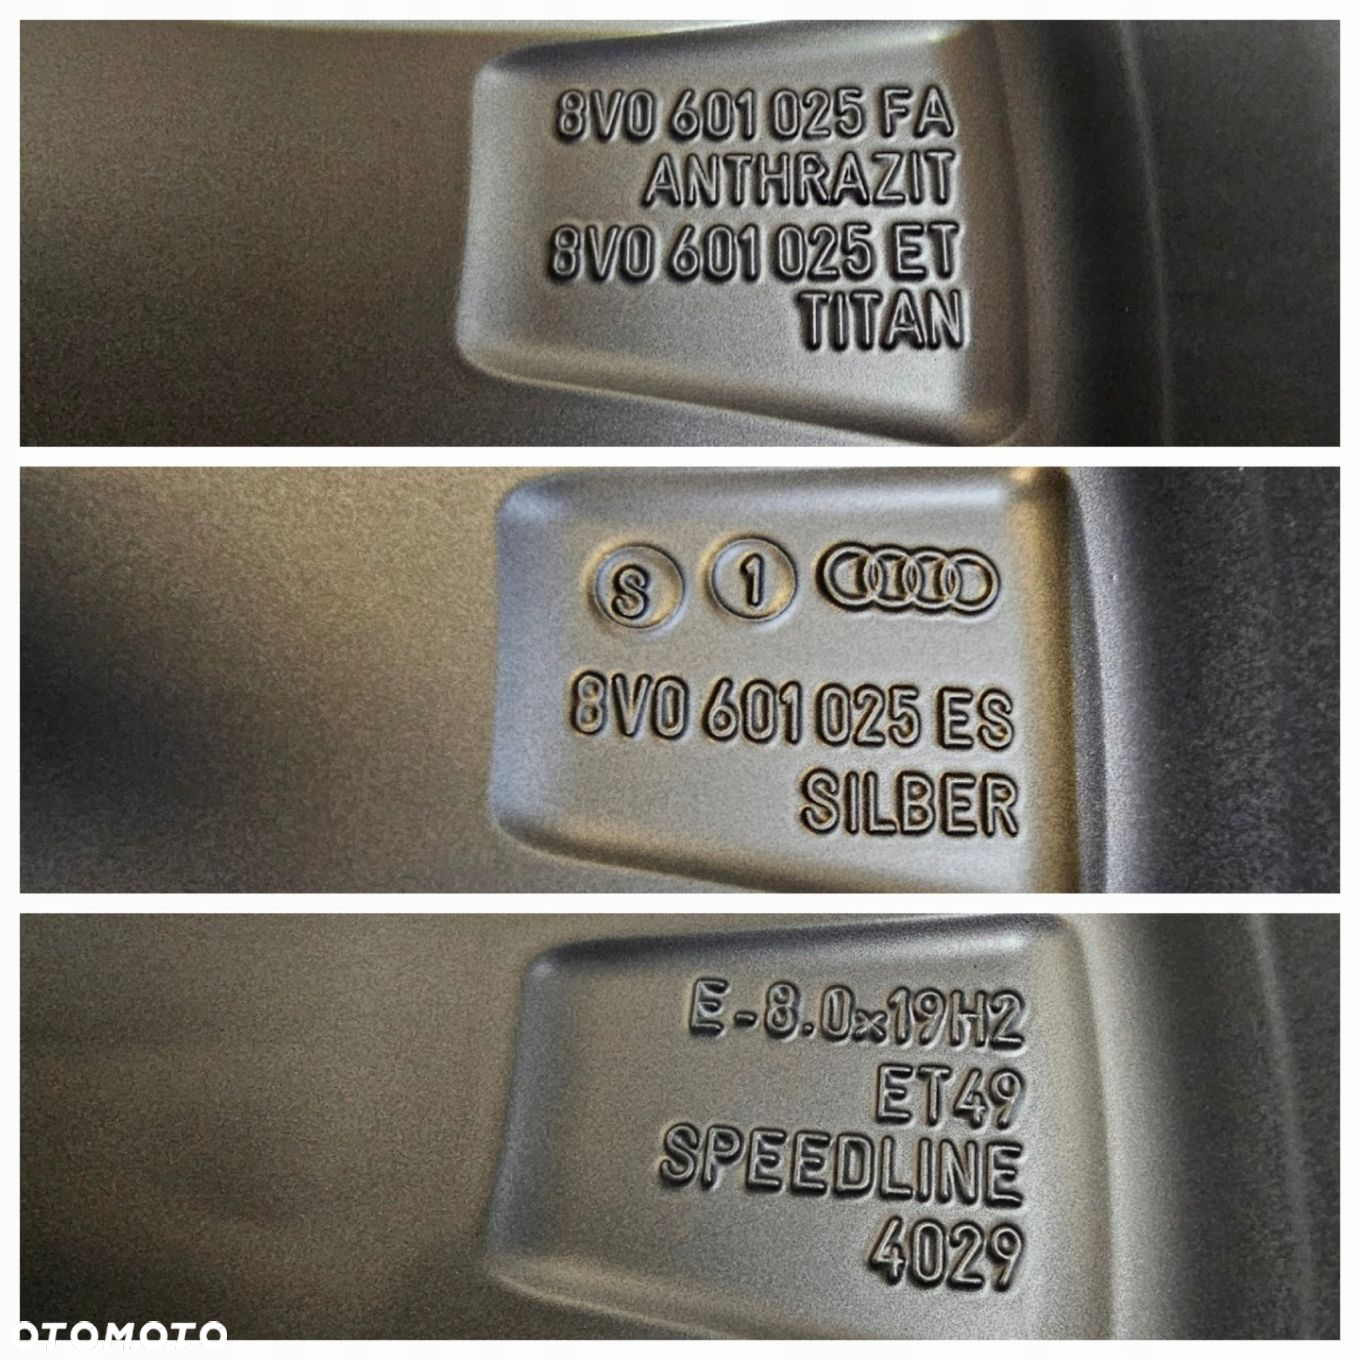 8V0 601 025 FA
ANTHRAZIT
8V0 601 025 ET
TITAN
S 1
8V0 601 025 ES
SILBER
E-8.0x19H2
ET49
SPEEDLINE
4029
OTOMOTO